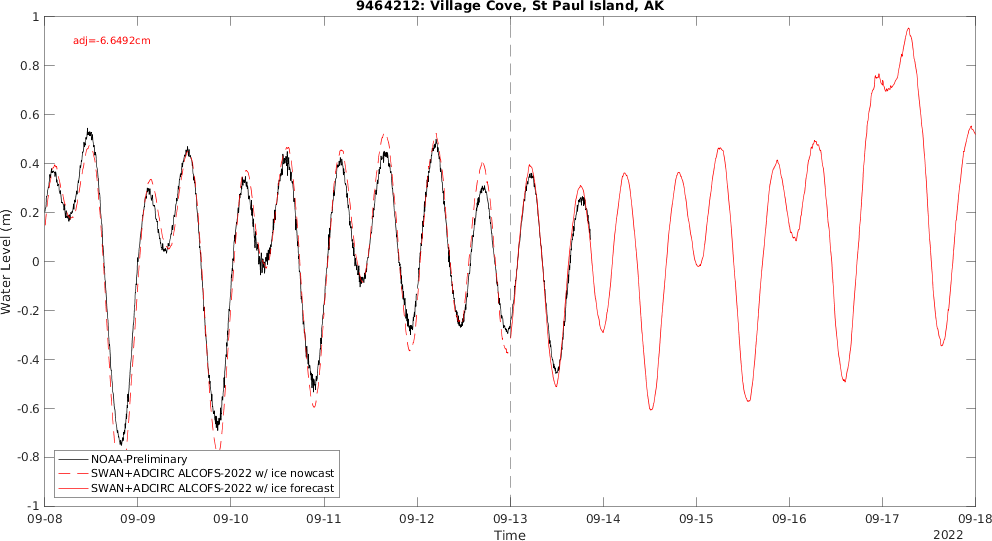 9464212: Village Cove, St Paul Island, AK
adj=-6.6492cm
Water Level (m)
1
0.8
0.6
0.4
0.2
0
-0.2
-0.4
-0.6
-0.8
-1
NOAA-Preliminary
SWAN+ADCIRC ALCOFS-2022 w/ ice nowcast
SWAN+ADCIRC ALCOFS-2022 w/ ice forecast
09-08 09-09 09-10 09-11 09-12 09-13 09-14 09-15 09-16 09-17 09-18
Time
2022